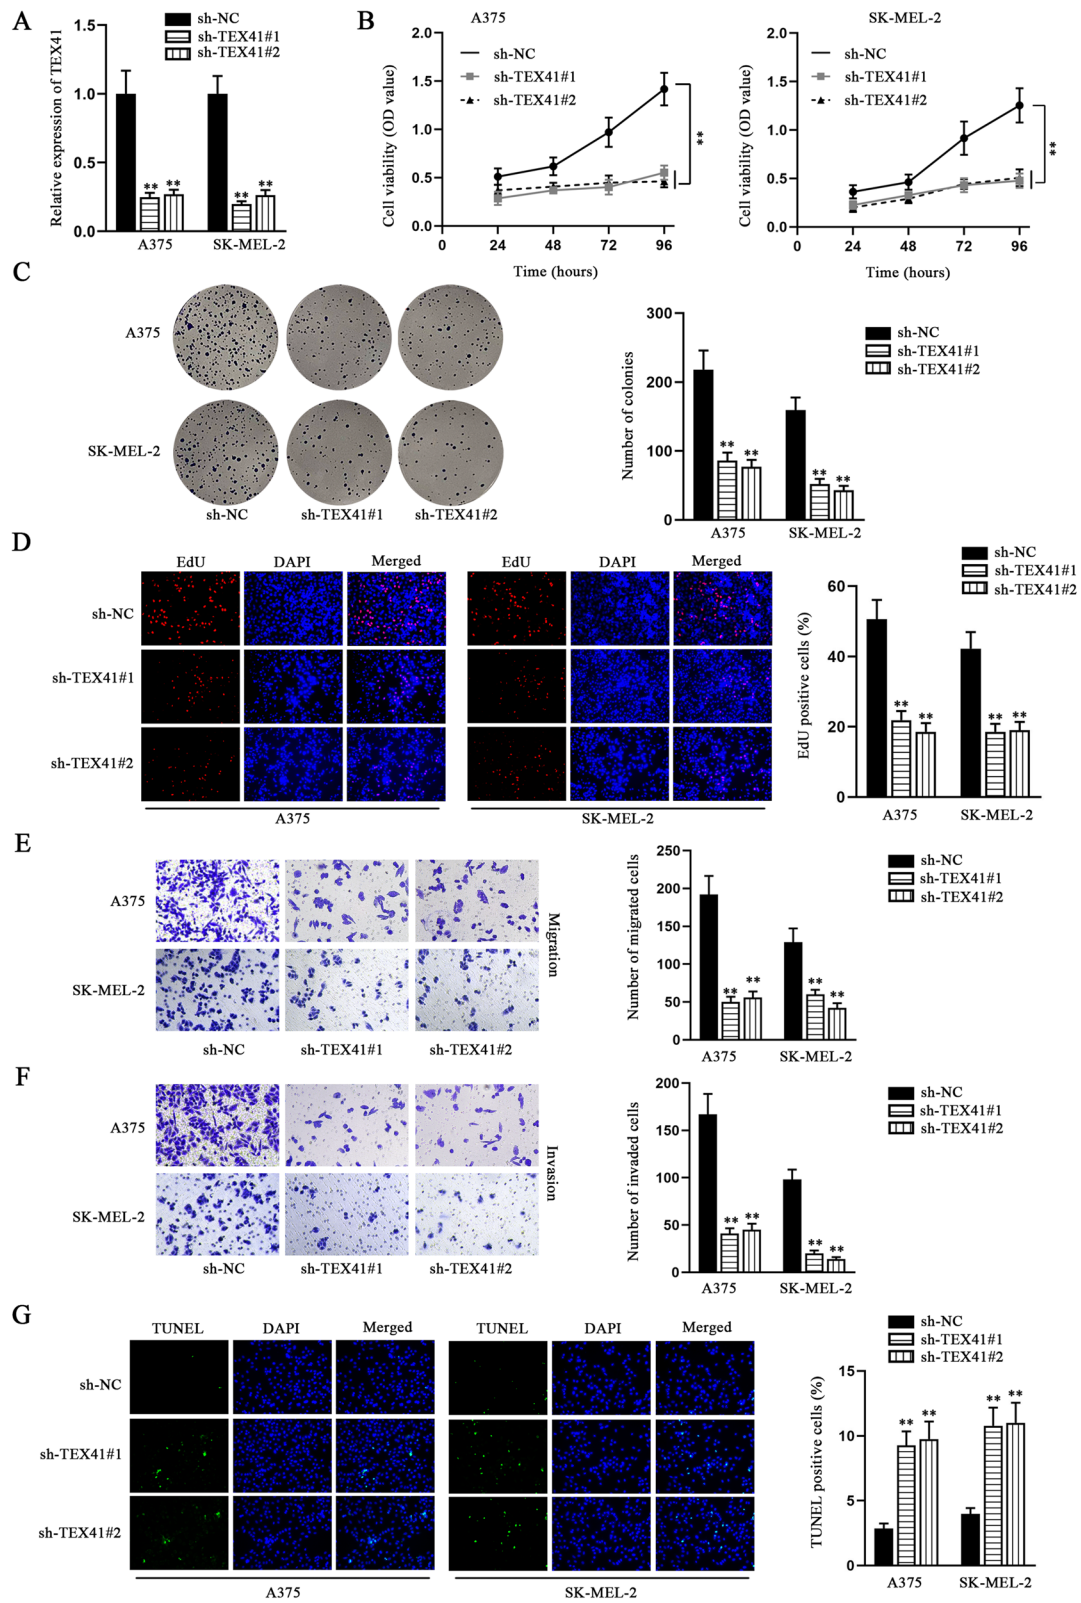 A
Relative expression of TEX41
1.5
1.0
0.5
0.0
sh-NC
sh-TEX41#1
sh-TEX41#2
** ** ** **
A375 SK-MEL-2
B
A375
Cell viability (OD value)
2.0
1.5
1.0
0.5
0.0
sh-NC
sh-TEX41#1
sh-TEX41#2
**
0 24 48 72 96
Time (hours)
SK-MEL-2
Cell viability (OD value)
2.0
1.5
1.0
0.5
0.0
sh-NC
sh-TEX41#1
sh-TEX41#2
**
0 24 48 72 96
Time (hours)
C
A375
SK-MEL-2
sh-NC sh-TEX41#1 sh-TEX41#2
Number of colonies
300
200
100
0
sh-NC
sh-TEX41#1
sh-TEX41#2
** ** ** **
A375 SK-MEL-2
D
EdU DAPI Merged EdU DAPI Merged
sh-NC
sh-TEX41#1
sh-TEX41#2
A375 SK-MEL-2
EdU positive cells (%)
60
40
20
0
sh-NC
sh-TEX41#1
sh-TEX41#2
** ** ** **
A375 SK-MEL-2
E
A375
SK-MEL-2
Migration
sh-NC sh-TEX41#1 sh-TEX41#2
Number of migrated cells
250
200
150
100
50
0
sh-NC
sh-TEX41#1
sh-TEX41#2
** ** ** **
A375 SK-MEL-2
F
A375
SK-MEL-2
Invasion
sh-NC sh-TEX41#1 sh-TEX41#2
Number of invaded cells
200
150
100
50
0
sh-NC
sh-TEX41#1
sh-TEX41#2
** ** ** **
A375 SK-MEL-2
G
TUNEL DAPI Merged TUNEL DAPI Merged
sh-NC
sh-TEX41#1
sh-TEX41#2
A375 SK-MEL-2
TUNEL positive cells (%)
15
10
5
0
sh-NC
sh-TEX41#1
sh-TEX41#2
** ** ** **
A375 SK-MEL-2